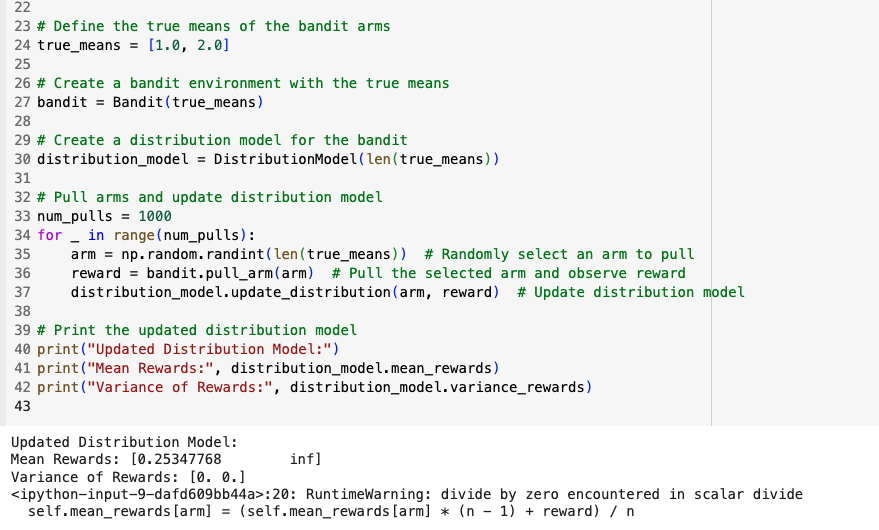 22
23 # Define the true means of the bandit arms
24 true_means = [1.0, 2.0]
25
26 # Create a bandit environment with the true means
27 bandit = Bandit(true_means)
28
29 # Create a distribution model for the bandit
30 distribution_model = DistributionModel(len(true_means))
31
32 # Pull arms and update distribution model
33 num_pulls = 1000
34 for _ in range(num_pulls):
35     arm = np.random.randint(len(true_means))  # Randomly select an arm to pull
36     reward = bandit.pull_arm(arm)  # Pull the selected arm and observe reward
37     distribution_model.update_distribution(arm, reward)  # Update distribution model
38
39 # Print the updated distribution model
40 print("Updated Distribution Model:")
41 print("Mean Rewards:", distribution_model.mean_rewards)
42 print("Variance of Rewards:", distribution_model.variance_rewards)
43
Updated Distribution Model:
Mean Rewards: [0.25347768        inf]
Variance of Rewards: [0. 0.]
<ipython-input-9-dafd609bb44a>:20: RuntimeWarning: divide by zero encountered in scalar divide
  self.mean_rewards[arm] = (self.mean_rewards[arm] * (n - 1) + reward) / n